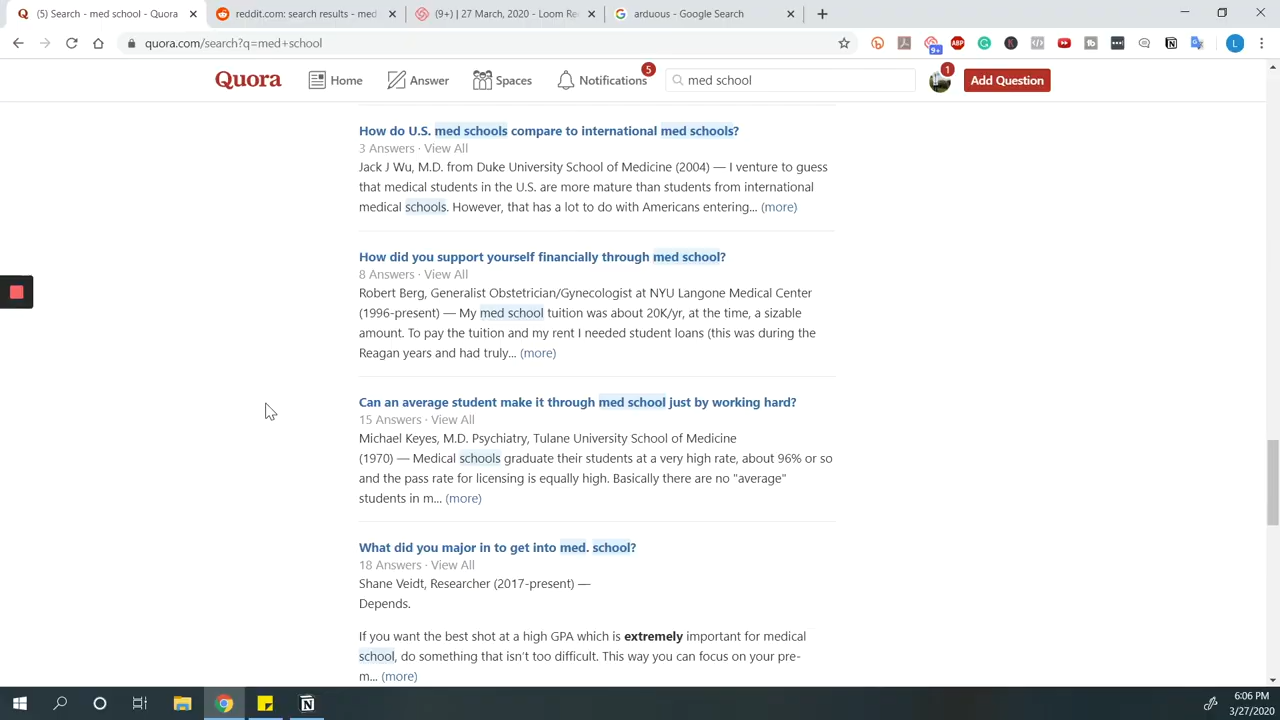 (5) Search - med school - Quora
reddit.com: search results - med
(9+) | 27 March, 2020 - Loom Re
arduous - Google Search
quora.com/search?q=med+school
9+
ABP
L
Quora
Home
Answer
Spaces
Notifications
5
med school
1
Add Question
How do U.S. med schools compare to international med schools?
3 Answers · View All
Jack J Wu, M.D. from Duke University School of Medicine (2004) — I venture to guess
that medical students in the U.S. are more mature than students from international
medical schools. However, that has a lot to do with Americans entering... (more)
How did you support yourself financially through med school?
8 Answers · View All
Robert Berg, Generalist Obstetrician/Gynecologist at NYU Langone Medical Center
(1996-present) — My med school tuition was about 20K/yr, at the time, a sizable
amount. To pay the tuition and my rent I needed student loans (this was during the
Reagan years and had truly... (more)
Can an average student make it through med school just by working hard?
15 Answers · View All
Michael Keyes, M.D. Psychiatry, Tulane University School of Medicine
(1970) — Medical schools graduate their students at a very high rate, about 96% or so
and the pass rate for licensing is equally high. Basically there are no "average"
students in m... (more)
What did you major in to get into med. school?
18 Answers · View All
Shane Veidt, Researcher (2017-present) —
Depends.
If you want the best shot at a high GPA which is extremely important for medical
school, do something that isn't too difficult. This way you can focus on your pre-
m... (more)
6:06 PM
3/27/2020